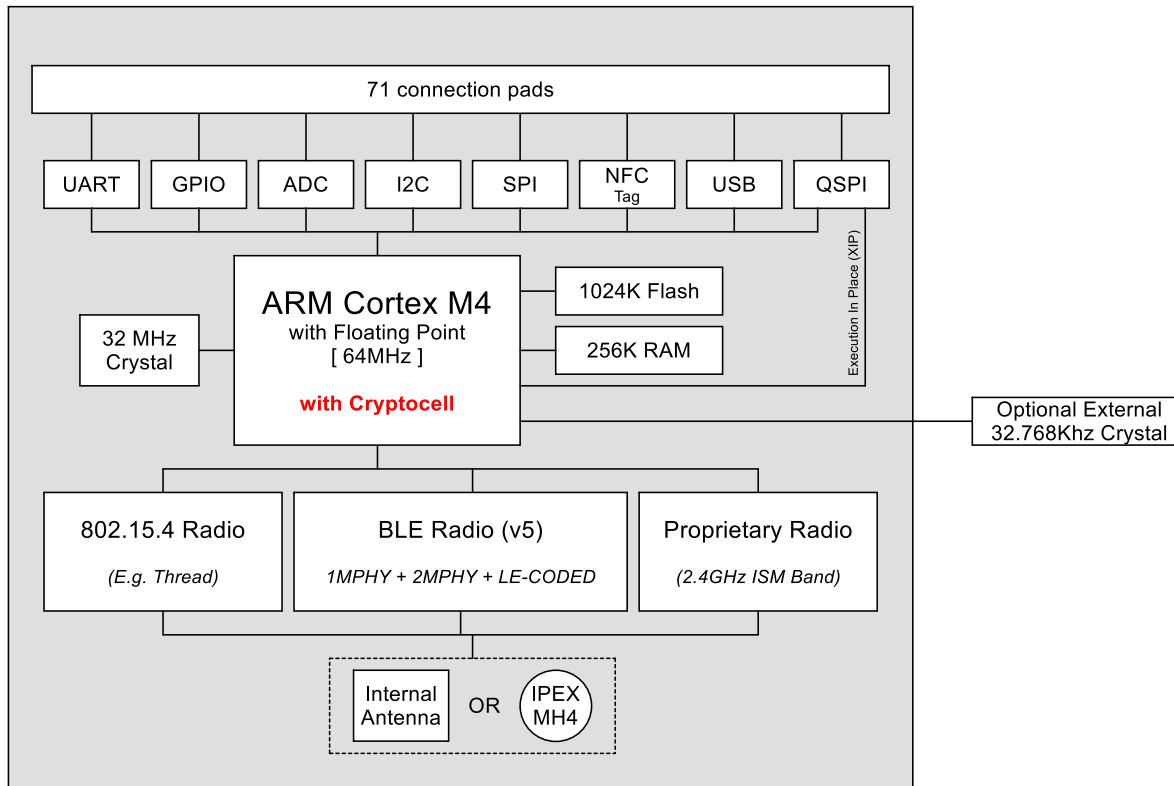 71 connection pads
UART
GPIO
ADC
I2C
SPI
NFC
Tag
USB
QSPI
Execution In Place (XIP)
ARM Cortex M4
with Floating Point
[ 64MHz ]
with Cryptocell
1024K Flash
256K RAM
32 MHz
Crystal
Optional External
32.768Khz Crystal
802.15.4 Radio
(E.g. Thread)
BLE Radio (v5)
1MPHY + 2MPHY + LE-CODED
Proprietary Radio
(2.4GHz ISM Band)
Internal
Antenna
OR
IPEX
MH4